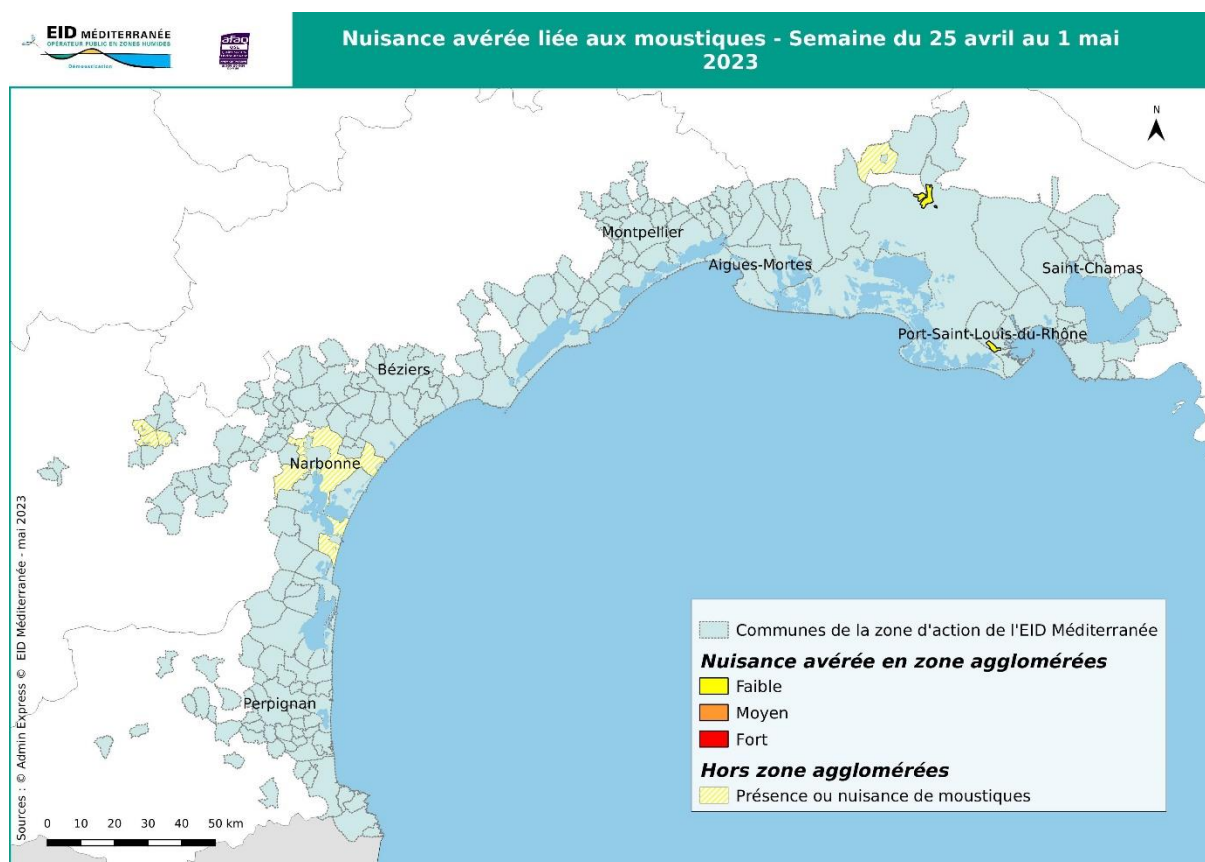 EID MÉDITERRANÉE
OPÉRATEUR PUBLIC EN ZONES HUMIDES
Démoustication
afaq
Nuisance avérée liée aux moustiques - Semaine du 25 avril au 1 mai
2023
N
Montpellier
Aigues-Mortes
Saint-Chamas
Port-Saint-Louis-du-Rhône
Béziers
Narbonne
Perpignan
Communes de la zone d'action de l'EID Méditerranée
Nuisance avérée en zone agglomérées
Faible
Moyen
Fort
Hors zone agglomérées
Présence ou nuisance de moustiques
0 10 20 30 40 50 km
Sources : © Admin Express © EID Méditerranée - mai 2023